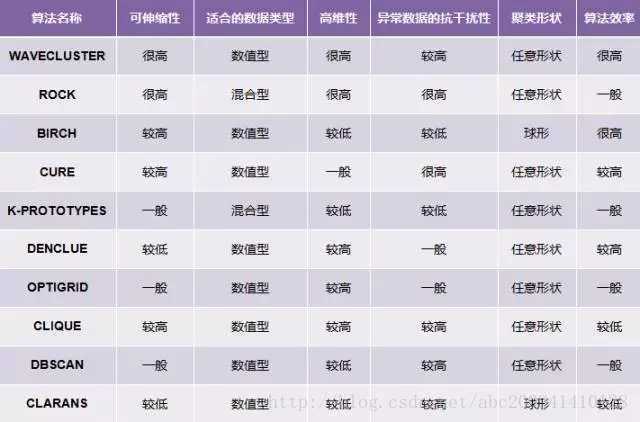 算法名称 可伸缩性 适合的数据类型 高维性 异常数据的抗干扰性 聚类形状 算法效率
WAVECLUSTER 很高 数值型 很高 较高 任意形状 很高
ROCK 很高 混合型 很高 很高 任意形状 一般
BIRCH 较高 数值型 较低 较低 球形 很高
CURE 较高 数值型 一般 很高 任意形状 较高
K-PROTOTYPES 一般 混合型 较低 较低 任意形状 一般
DENCLUE 较低 数值型 较高 一般 任意形状 较高
OPTIGRID 一般 数值型 较高 一般 任意形状 一般
CLIQUE 较高 数值型 较高 较高 任意形状 较低
DBSCAN 一般 数值型 较低 较高 任意形状 一般
CLARANS 较低 数值型 较低 较高 球形 较低